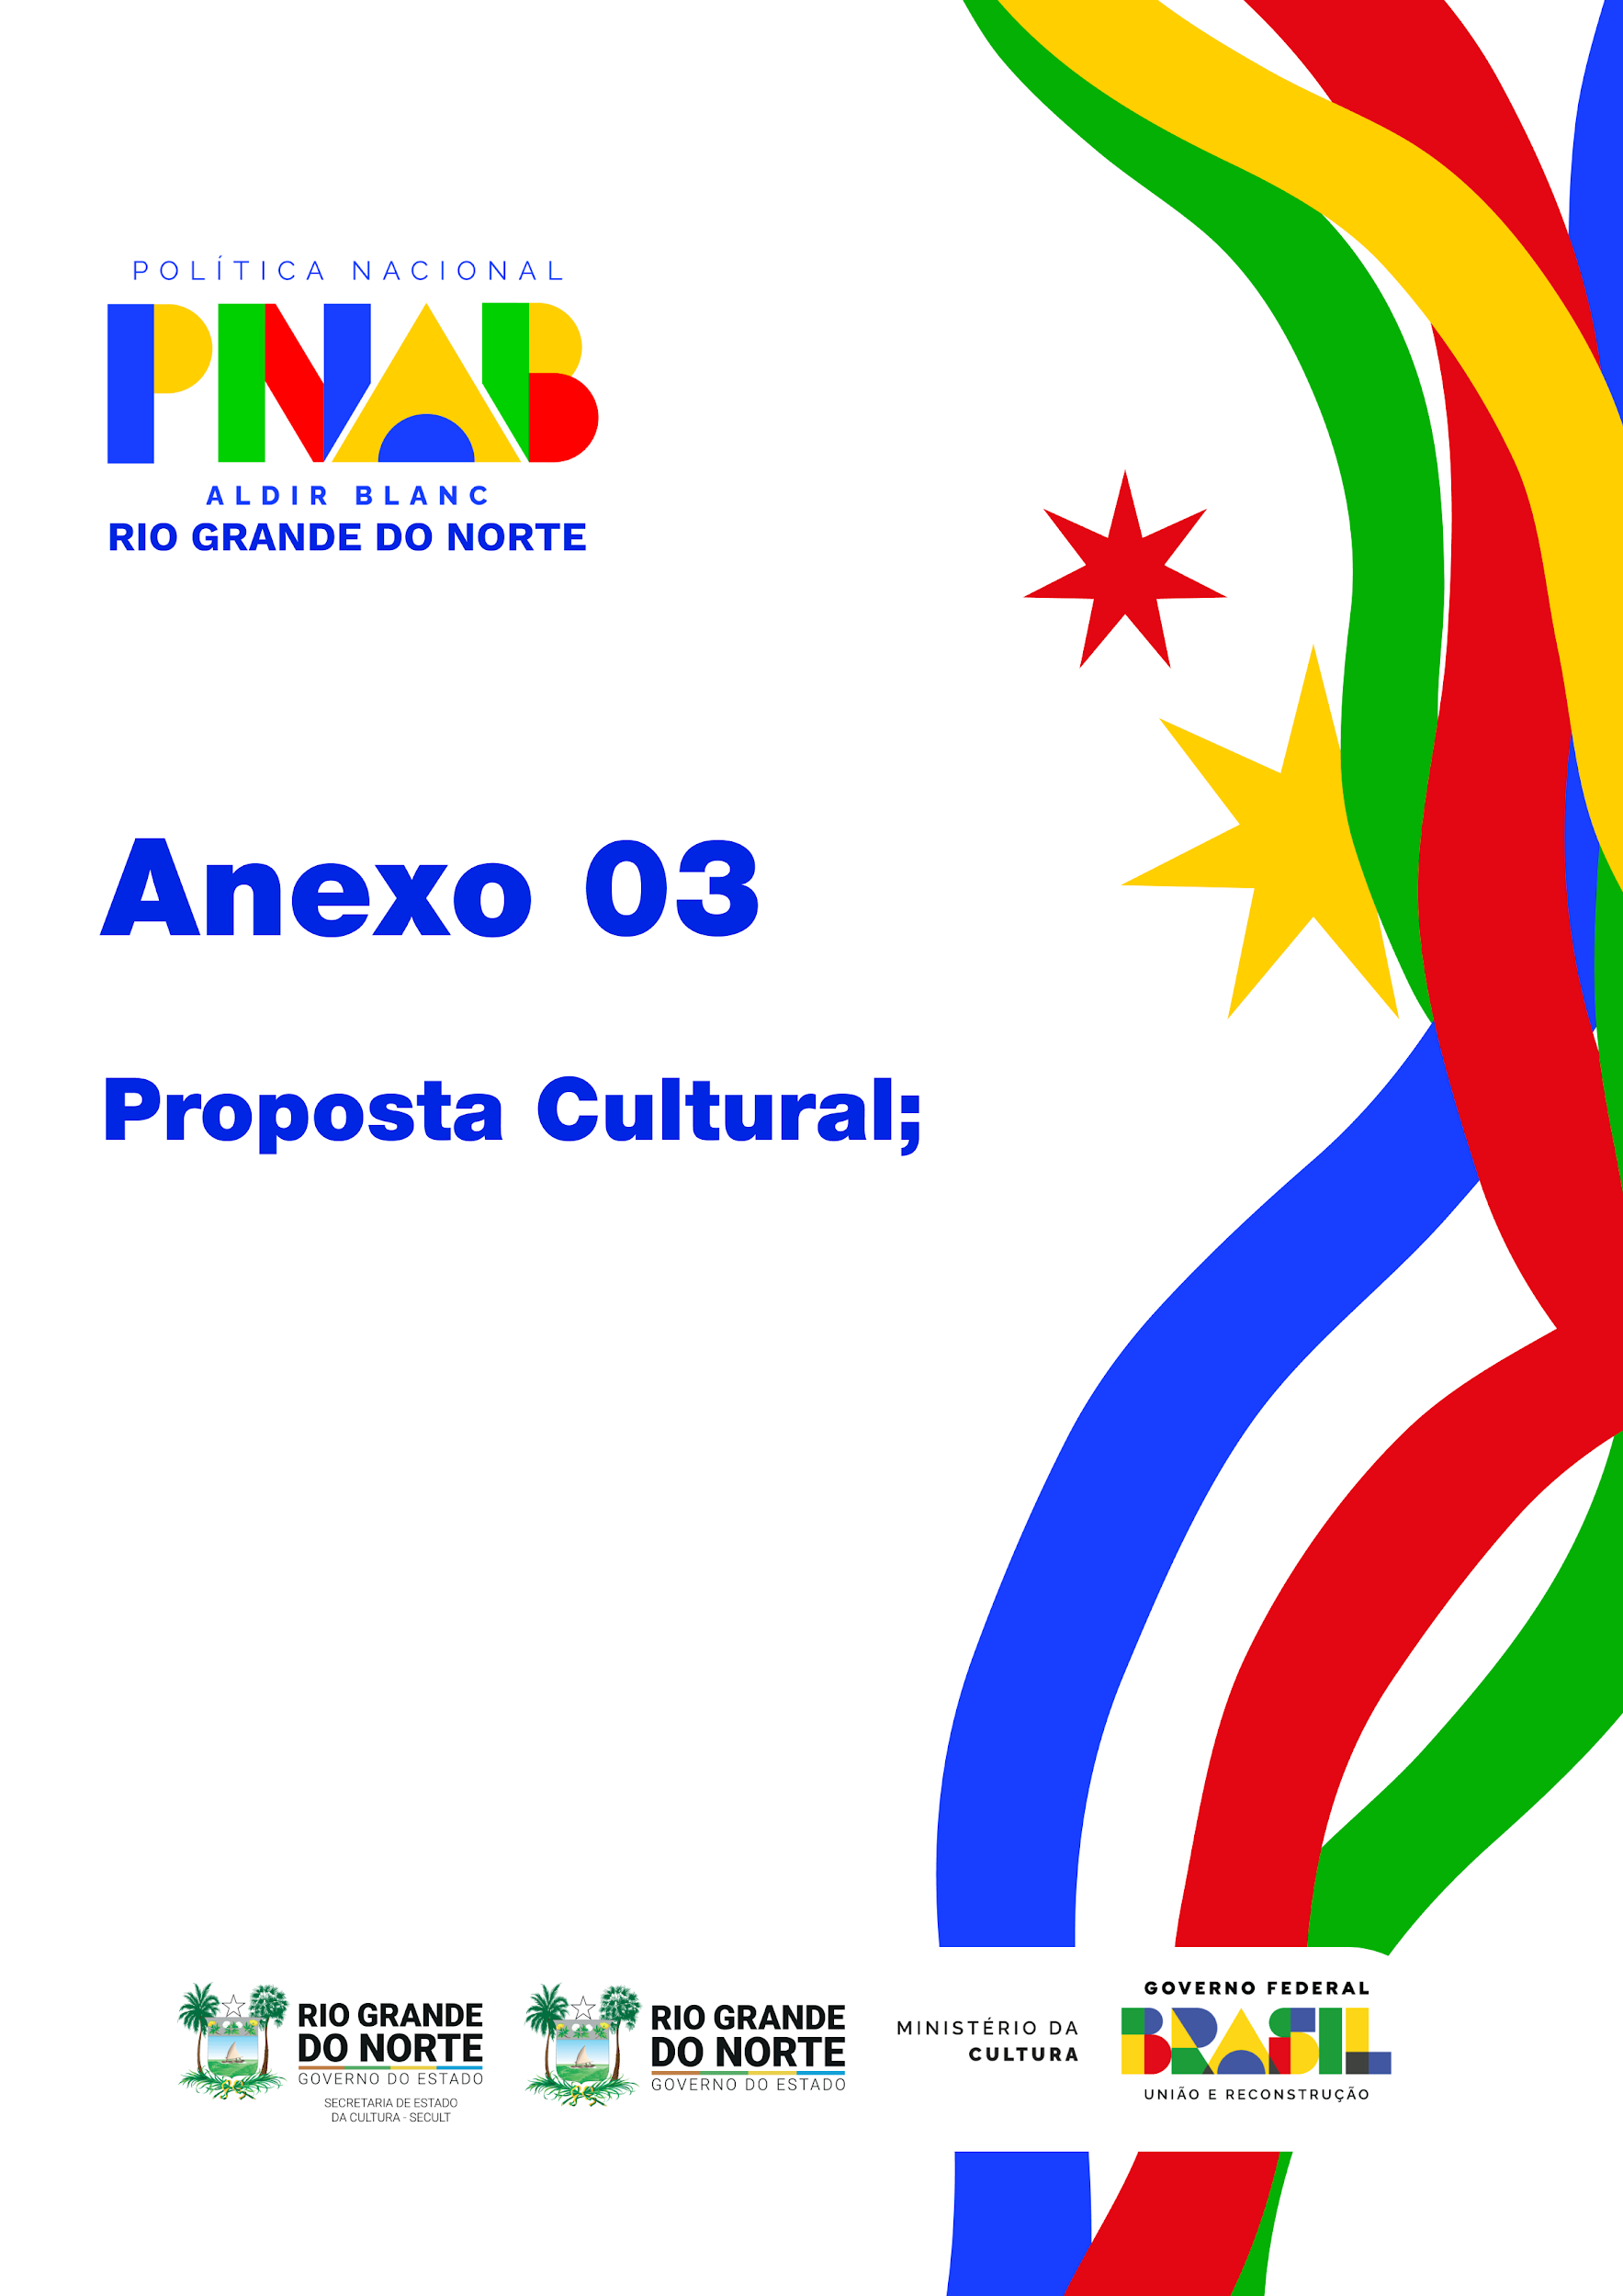 POLÍTICA NACIONAL
PNAB
ALDIR BLANC
RIO GRANDE DO NORTE
Anexo 03
Proposta Cultural;
RIO GRANDE
DO NORTE
GOVERNO DO ESTADO
SECRETARIA DE ESTADO
DA CULTURA - SECULT
RIO GRANDE
DO NORTE
GOVERNO DO ESTADO
MINISTÉRIO DA
CULTURA
GOVERNO FEDERAL
BRASIL
UNIÃO E RECONSTRUÇÃO